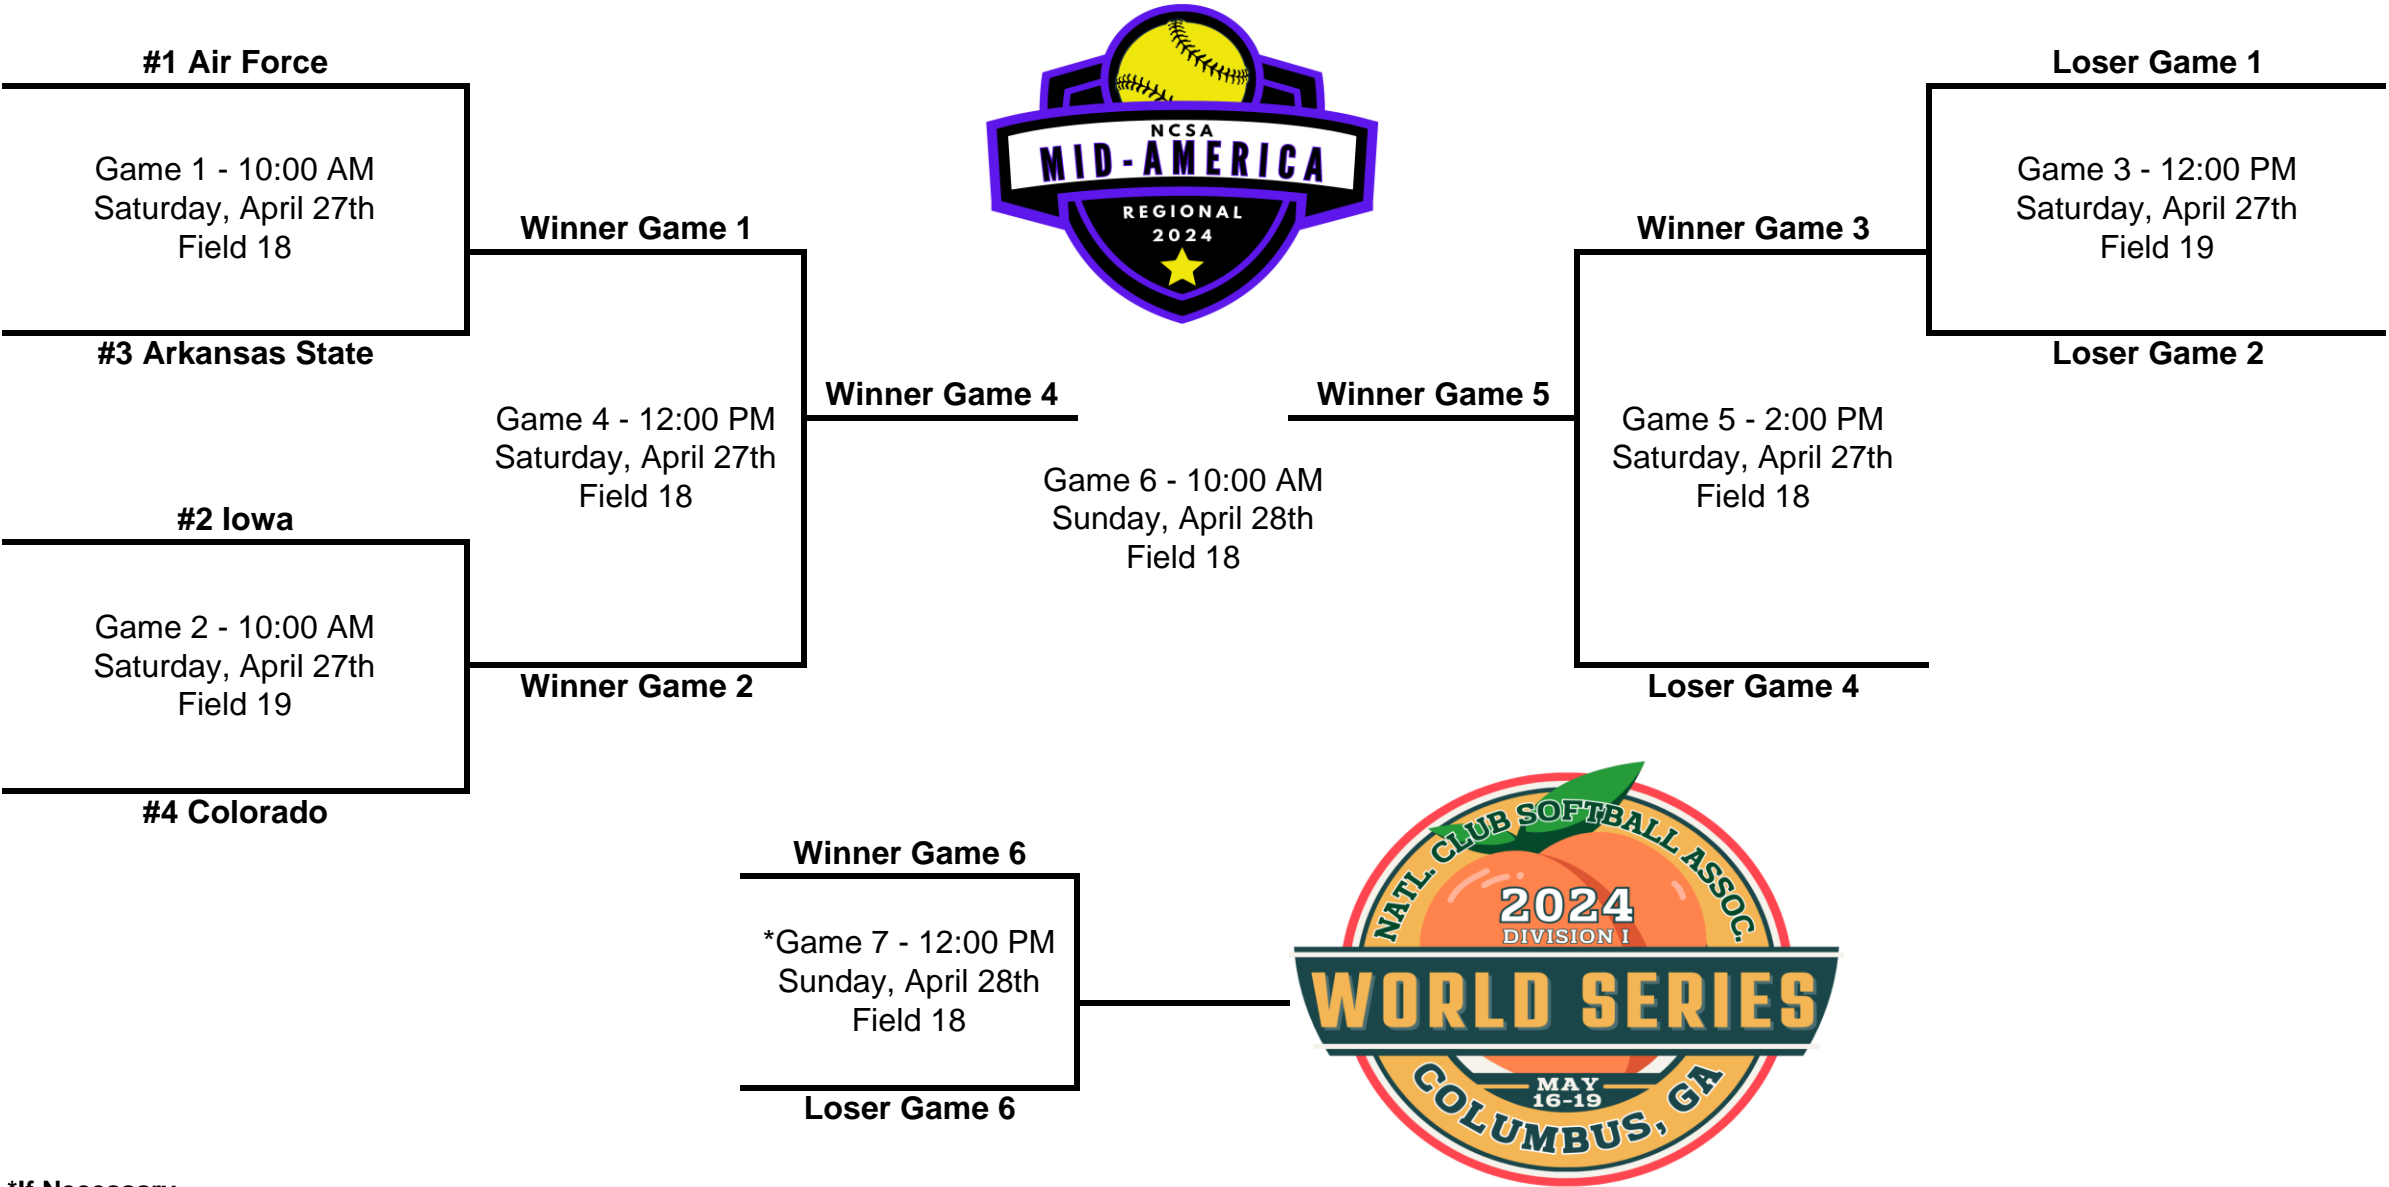 #1 Air Force
Game 1 - 10:00 AM
Saturday, April 27th
Field 18
#3 Arkansas State
Winner Game 1
Game 4 - 12:00 PM
Saturday, April 27th
Field 18
Winner Game 2
#2 Iowa
Game 2 - 10:00 AM
Saturday, April 27th
Field 19
#4 Colorado
Winner Game 4
NCSA
MID-AMERICA
REGIONAL
2024
Game 6 - 10:00 AM
Sunday, April 28th
Field 18
Winner Game 5
Winner Game 3
Game 5 - 2:00 PM
Saturday, April 27th
Field 18
Loser Game 4
Loser Game 1
Game 3 - 12:00 PM
Saturday, April 27th
Field 19
Loser Game 2
Winner Game 6
*Game 7 - 12:00 PM
Sunday, April 28th
Field 18
Loser Game 6
NATL. CLUB SOFTBALL ASSOC.
2024
DIVISION I
WORLD SERIES
MAY
16-19
COLUMBUS, GA
*If Necessary